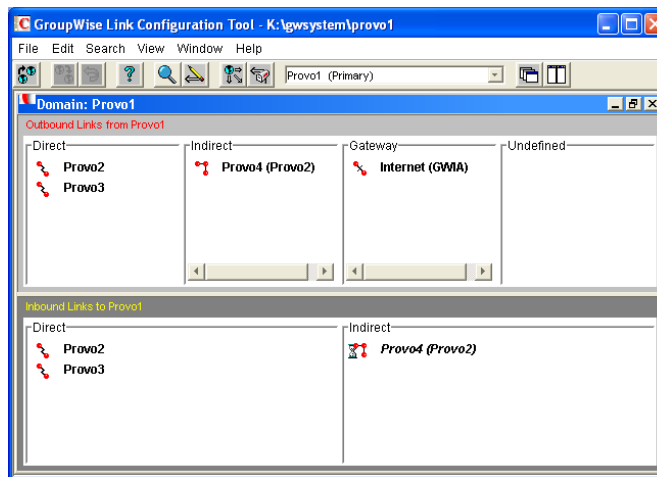 GroupWise Link Configuration Tool - K:\gwsystem\provo1
File Edit Search View Window Help
Provo1 (Primary)
Domain: Provo1
Outbound Links from Provo1
Direct
Provo2
Provo3
Indirect
Provo4 (Provo2)
Gateway
Internet (GWIA)
Undefined
Inbound Links to Provo1
Direct
Provo2
Provo3
Indirect
Provo4 (Provo2)